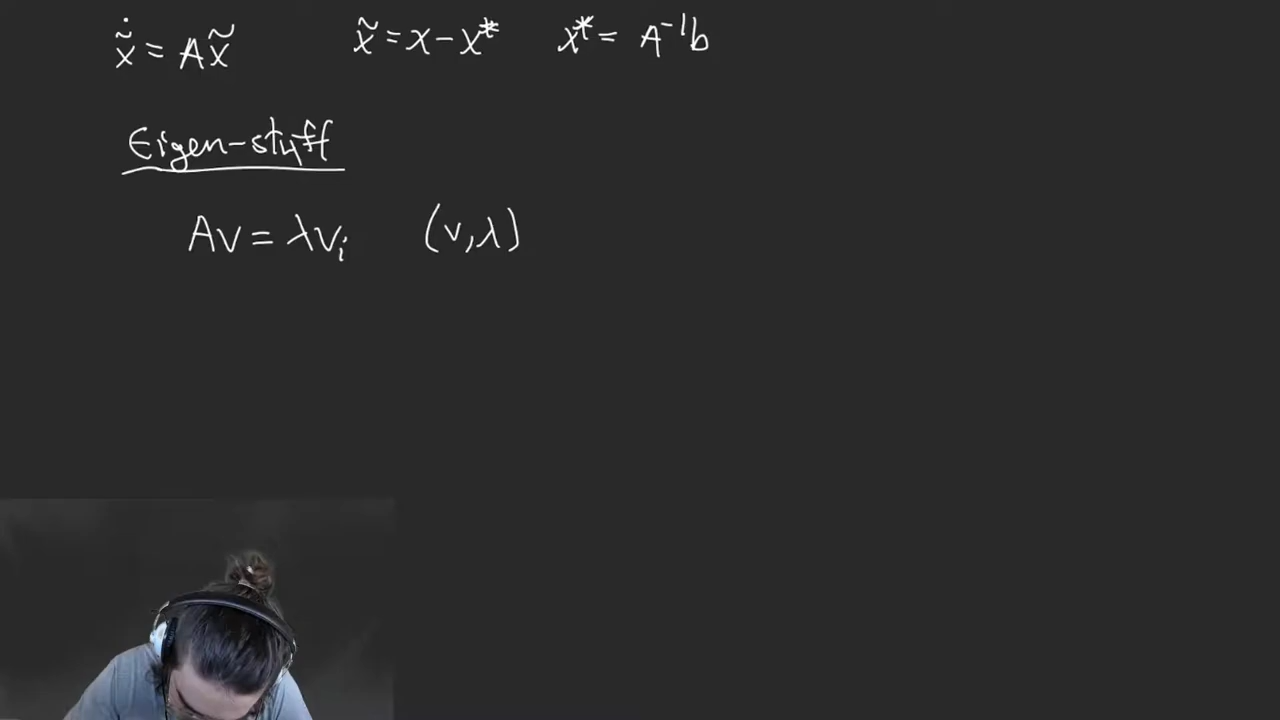 ẋ̃ = Ax̃ x̃ = x - x* x* = A⁻¹b
Eigen-stuff
Av = λvᵢ (v, λ)